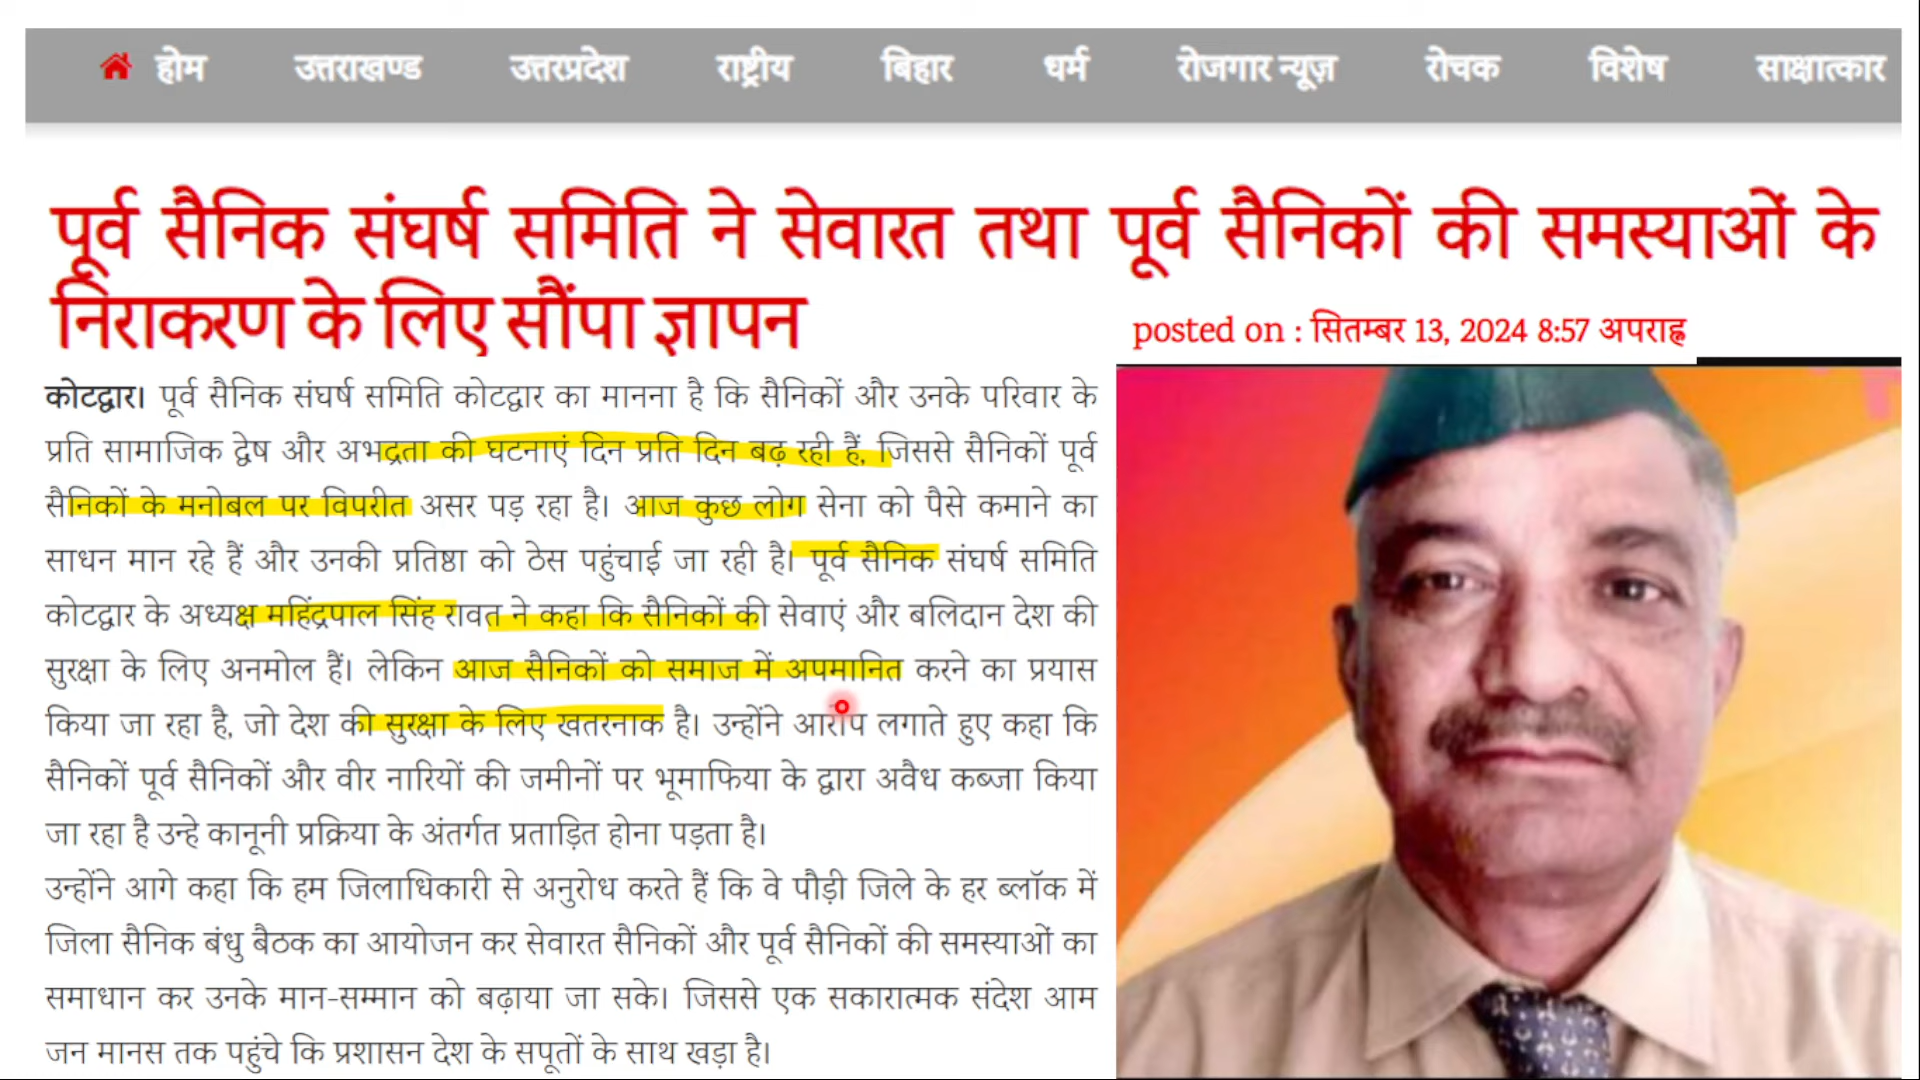 होम उत्तराखण्ड उत्तरप्रदेश राष्ट्रीय बिहार धर्म रोजगार न्यूज़ रोचक विशेष साक्षात्कार
पूर्व सैनिक संघर्ष समिति ने सेवारत तथा पूर्व सैनिकों की समस्याओं के
निराकरण के लिए सौंपा ज्ञापन
posted on : सितम्बर 13, 2024 8:57 अपराह्न
कोटद्वार। पूर्व सैनिक संघर्ष समिति कोटद्वार का मानना है कि सैनिकों और उनके परिवार के
प्रति सामाजिक द्वेष और अभद्रता की घटनाएं दिन प्रति दिन बढ़ रही हैं, जिससे सैनिकों पूर्व
सैनिकों के मनोबल पर विपरीत असर पड़ रहा है। आज कुछ लोग सेना को पैसे कमाने का
साधन मान रहे हैं और उनकी प्रतिष्ठा को ठेस पहुंचाई जा रही है। पूर्व सैनिक संघर्ष समिति
कोटद्वार के अध्यक्ष महिंद्रपाल सिंह रावत ने कहा कि सैनिकों की सेवाएं और बलिदान देश की
सुरक्षा के लिए अनमोल हैं। लेकिन आज सैनिकों को समाज में अपमानित करने का प्रयास
किया जा रहा है, जो देश की सुरक्षा के लिए खतरनाक है। उन्होंने आरोप लगाते हुए कहा कि
सैनिकों पूर्व सैनिकों और वीर नारियों की जमीनों पर भूमाफिया के द्वारा अवैध कब्जा किया
जा रहा है उन्हे कानूनी प्रक्रिया के अंतर्गत प्रताड़ित होना पड़ता है।
उन्होंने आगे कहा कि हम जिलाधिकारी से अनुरोध करते हैं कि वे पौड़ी जिले के हर ब्लॉक में
जिला सैनिक बंधु बैठक का आयोजन कर सेवारत सैनिकों और पूर्व सैनिकों की समस्याओं का
समाधान कर उनके मान-सम्मान को बढ़ाया जा सके। जिससे एक सकारात्मक संदेश आम
जन मानस तक पहुंचे कि प्रशासन देश के सपूतों के साथ खड़ा है।